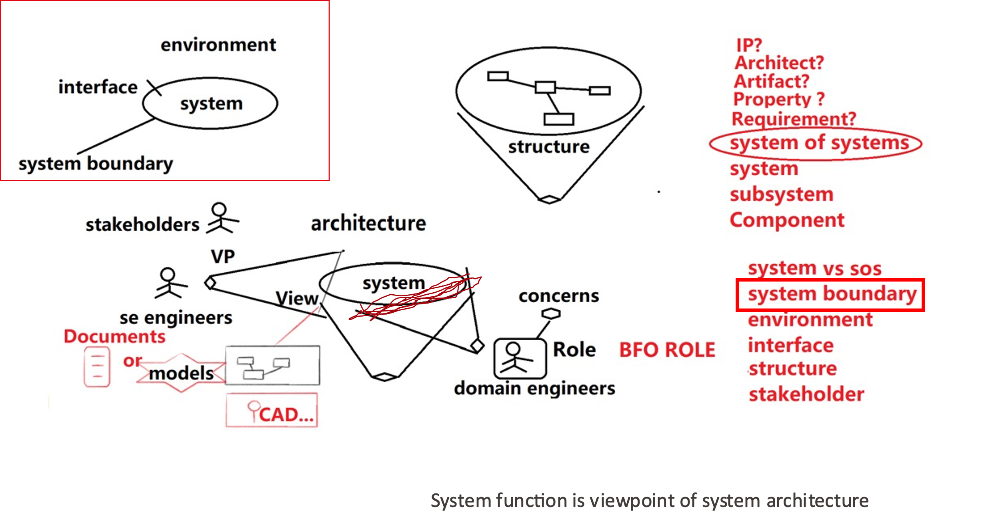 environment
interface
system
system boundary
structure
IP?
Architect?
Artifact?
Property ?
Requirement?
system of systems
system
subsystem
Component
stakeholders
architecture
VP
system
View
se engineers
concerns
Role
BFO ROLE
domain engineers
Documents
or
models
CAD...
system vs sos
system boundary
environment
interface
structure
stakeholder
System function is viewpoint of system architecture